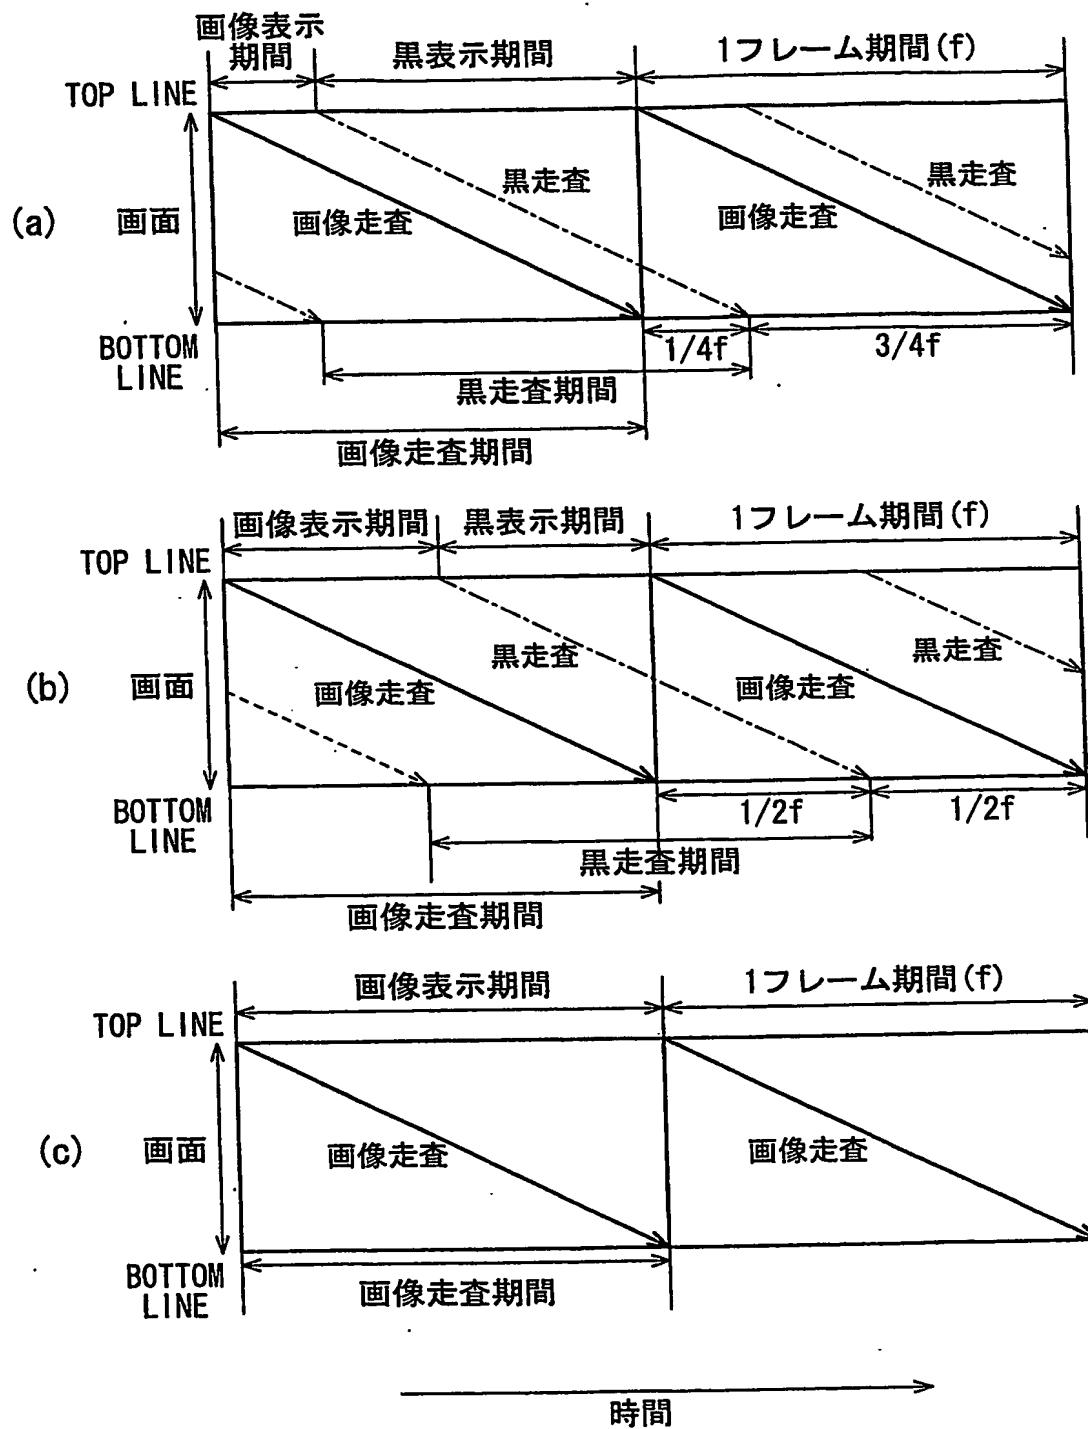 画像表示
期間
黒表示期間
1フレーム期間(f)
TOP LINE
(a)
画面
画像走査
黒走査
画像走査
黒走査
BOTTOM
LINE
1/4f
3/4f
黒走査期間
画像走査期間
画像表示期間
黒表示期間
1フレーム期間(f)
TOP LINE
(b)
画面
画像走査
黒走査
画像走査
黒走査
BOTTOM
LINE
1/2f
1/2f
黒走査期間
画像走査期間
画像表示期間
1フレーム期間(f)
TOP LINE
(c)
画面
画像走査
画像走査
BOTTOM
LINE
画像走査期間
時間